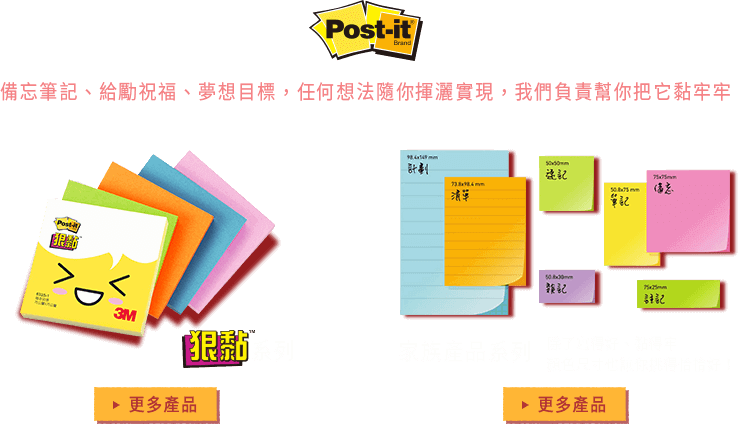 Post-it®
Brand
備忘筆記、給勵祝福、夢想目標，任何想法隨你揮灑實現，我們負責幫你把它黏牢牢
Post-it
狠黏
3M
狠黏™
98.4x149 mm
計劃
73.8x98.4 mm
清單
50x50mm
速記
50.8x75 mm
筆記
75x75mm
備忘
50.8x38mm
75x25mm
註記
更多產品
更多產品